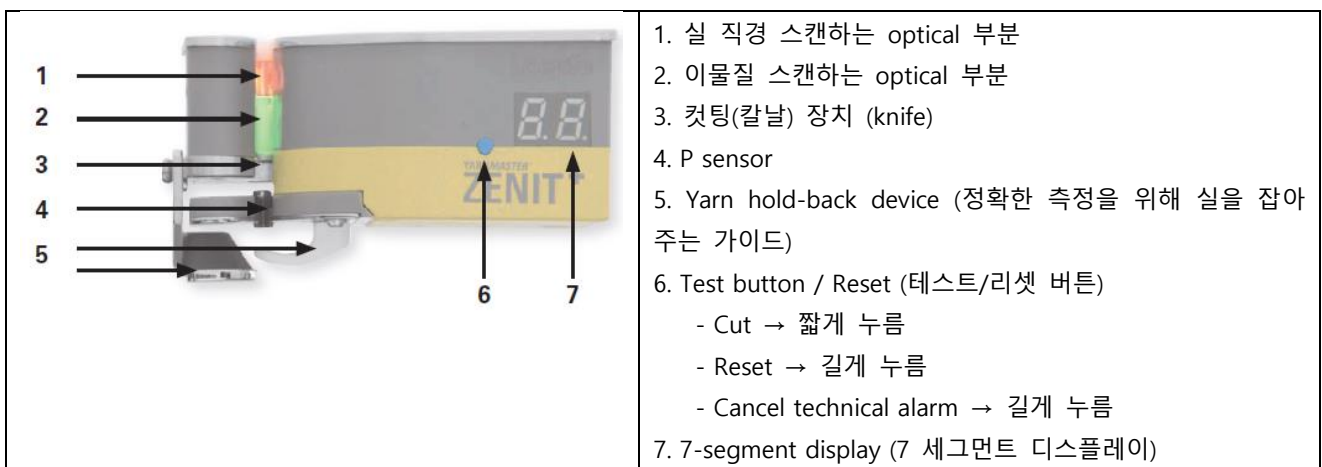 1
2
3
4
5
6
7
8.8.
YARN MASTER
ZENIT+
1. 실 직경 스캔하는 optical 부분
2. 이물질 스캔하는 optical 부분
3. 컷팅(칼날) 장치 (knife)
4. P sensor
5. Yarn hold-back device (정확한 측정을 위해 실을 잡아
주는 가이드)
6. Test button / Reset (테스트/리셋 버튼)
- Cut → 짧게 누름
- Reset → 길게 누름
- Cancel technical alarm → 길게 누름
7. 7-segment display (7 세그먼트 디스플레이)